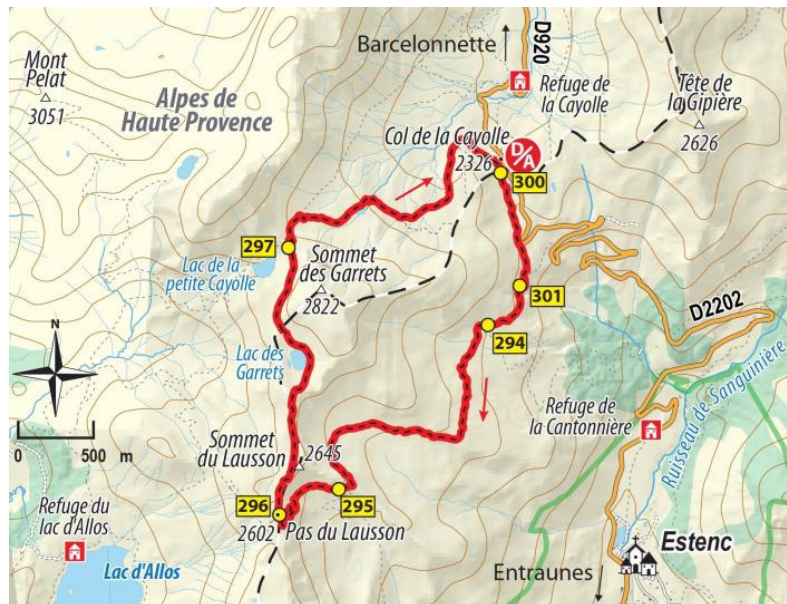 Barcelonnette
D920
Mont
Pelat
3051
Alpes de
Haute Provence
Refuge de
la Cayolle
Tête de
la Gipière
2626
Col de la Cayolle
2326
D/A
300
297
Lac de la
petite Cayolle
Sommet
des Garrets
2822
301
294
D2202
N
Lac des
Garrets
0 500 m
Refuge de
la Cantonnière
Ruisseau de Sanguinière
Sommet
du Lausson
2645
296
295
2602
Pas du Lausson
Refuge du
lac d'Allos
Lac d'Allos
Estenc
Entraunes